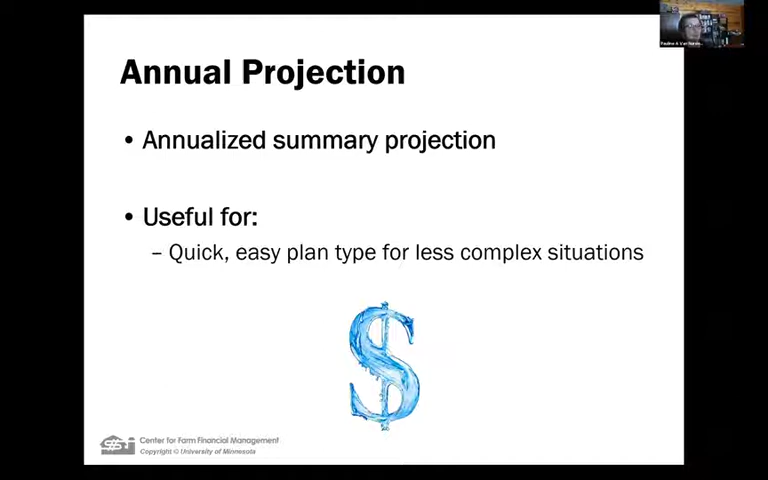 Annual Projection
• Annualized summary projection
• Useful for:
– Quick, easy plan type for less complex situations
Center for Farm Financial Management
Copyright © University of Minnesota